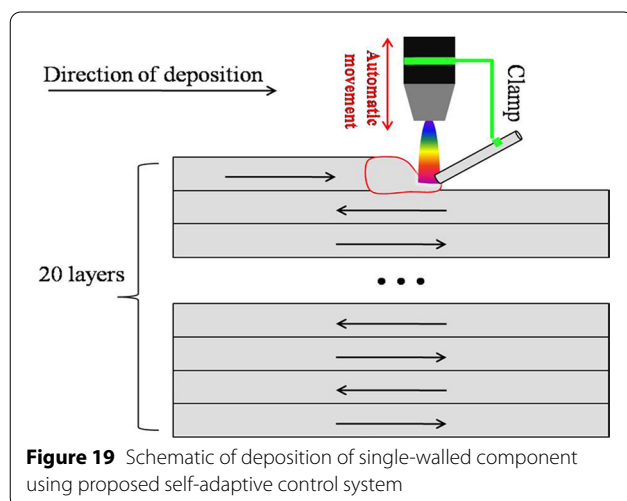 Direction of deposition
Automatic
movement
Clamp
20 layers
Figure 19 Schematic of deposition of single-walled component
using proposed self-adaptive control system